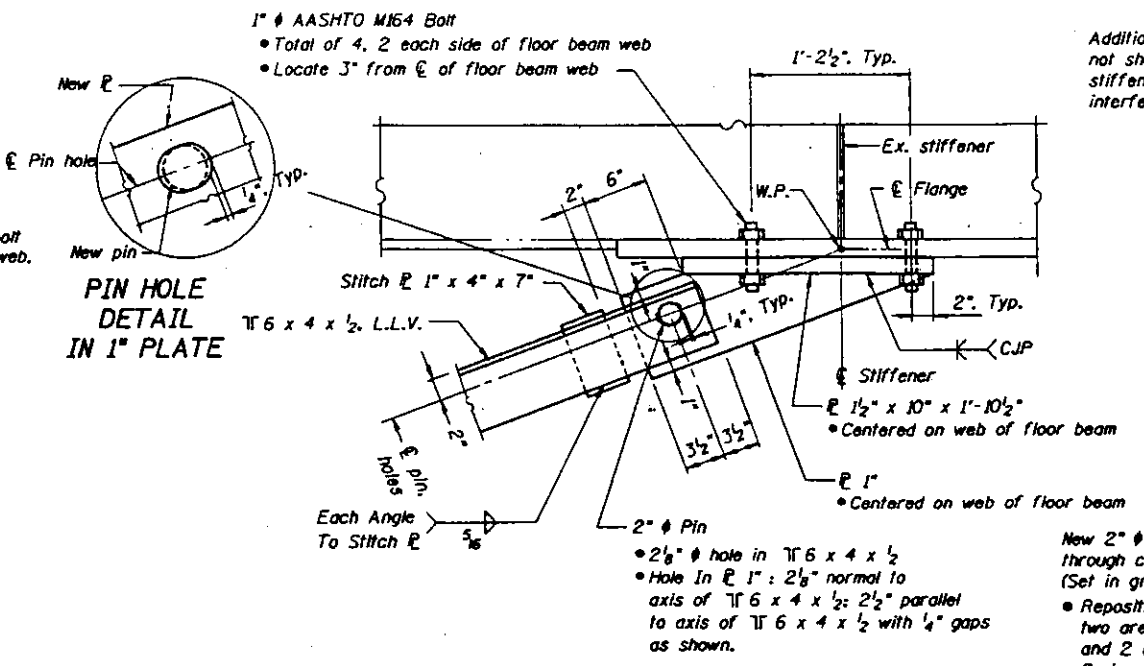 1" ϕ AASHTO M164 Bolt
• Total of 4, 2 each side of floor beam web
• Locate 3" from ℄ of floor beam web
1'-2½", Typ.
Additio
not sh
stiffen
interfe
New ⅊
℄ Pin hole
¼", Typ.
New pin
PIN HOLE
DETAIL
IN 1" PLATE
olt
web.
Ex. stiffener
W.P.
℄ Flange
2"
6"
1"
Stitch ⅊ 1" x 4" x 7"
⅂Γ 6 x 4 x ½, L.L.V.
¼", Typ.
2", Typ.
CJP
℄ Stiffener
⅊ 1½" x 10" x 1'-10½"
• Centered on web of floor beam
2"
℄ pin.
holes
1"
3½"
3½"
⅊ 1"
• Centered on web of floor beam
Each Angle
To Stitch ⅊
5/16
2" ϕ Pin
• 2⅛" ϕ hole in ⅂Γ 6 x 4 x ½
• Hole In ⅊ 1" : 2⅛" normal to
axis of ⅂Γ 6 x 4 x ½; 2½" parallel
to axis of ⅂Γ 6 x 4 x ½ with ¼" gaps
as shown.
New 2" ϕ
through c
(Set in gr
• Reposit
two are
and 2